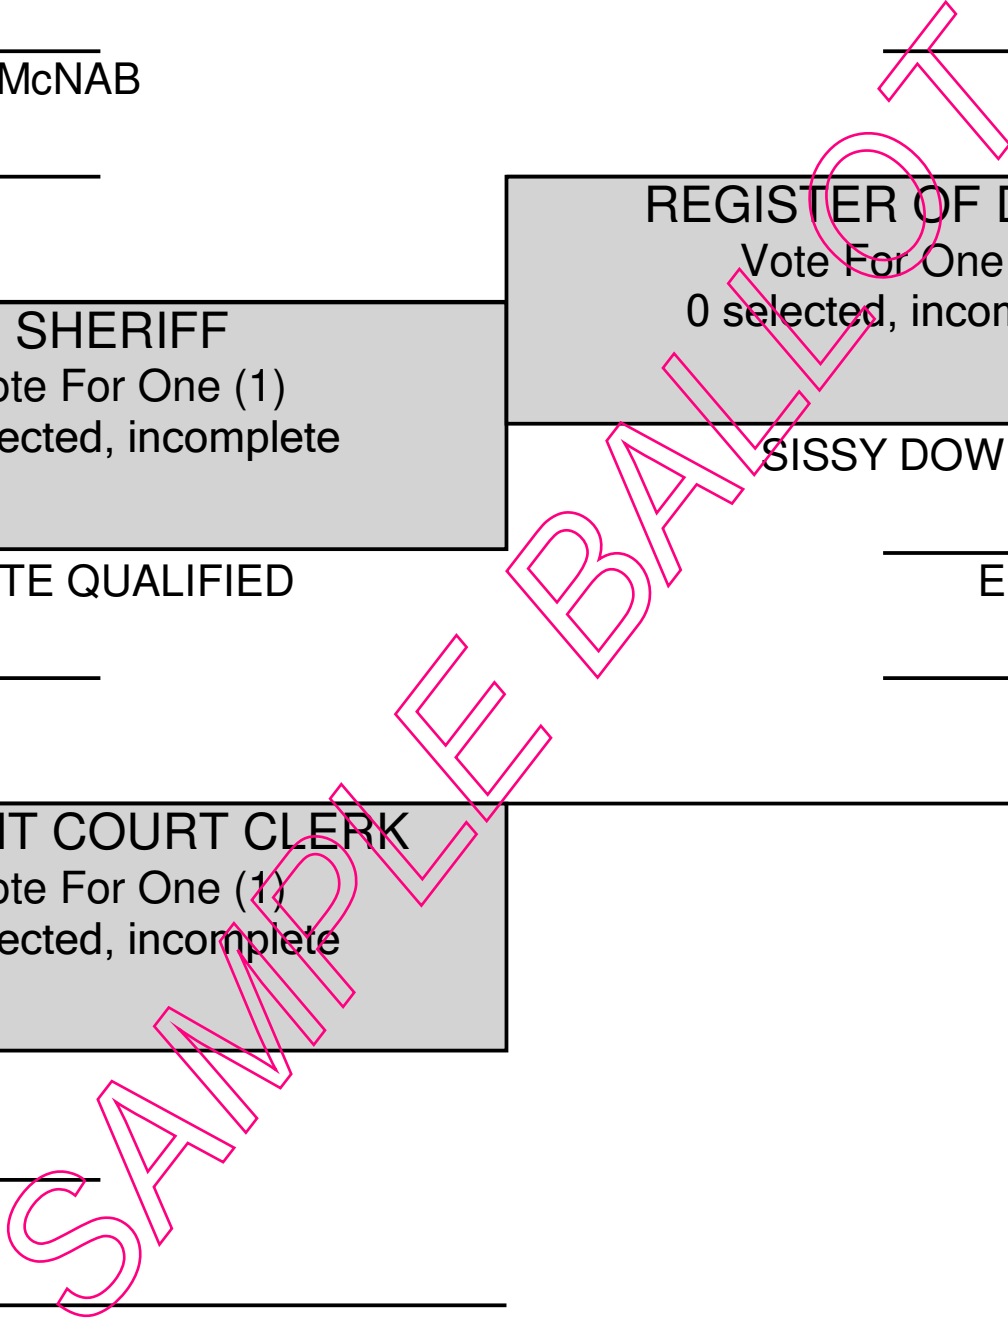 McNAB
SHERIFF
ote For One (1)
ected, incomplete
TE QUALIFIED
IT COURT CLERK
ote For One (1)
ected, incomplete
REGISTER OF D
Vote For One
0 selected, incom
SISSY DOW
E
SAMPLE BALLOT